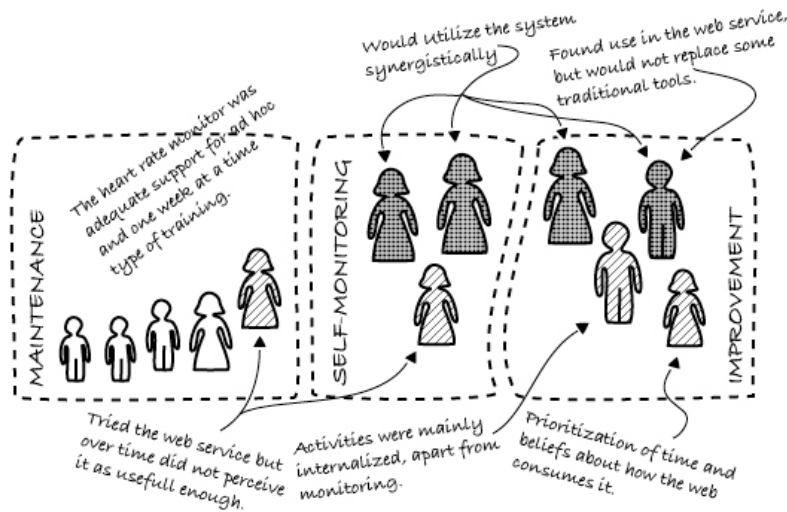 Would utilize the system
synergistically
Found use in the web service,
but would not replace some
traditional tools.
The heart rate monitor was
adequate support for ad hoc
and one week at a time
type of training.
MAINTENANCE
SELF-MONITORING
IMPROVEMENT
Tried the web service but
over time did not perceive
it as usefull enough.
Activities were mainly
internalized, apart from
monitoring.
Prioritization of time and
beliefs about how the web
consumes it.